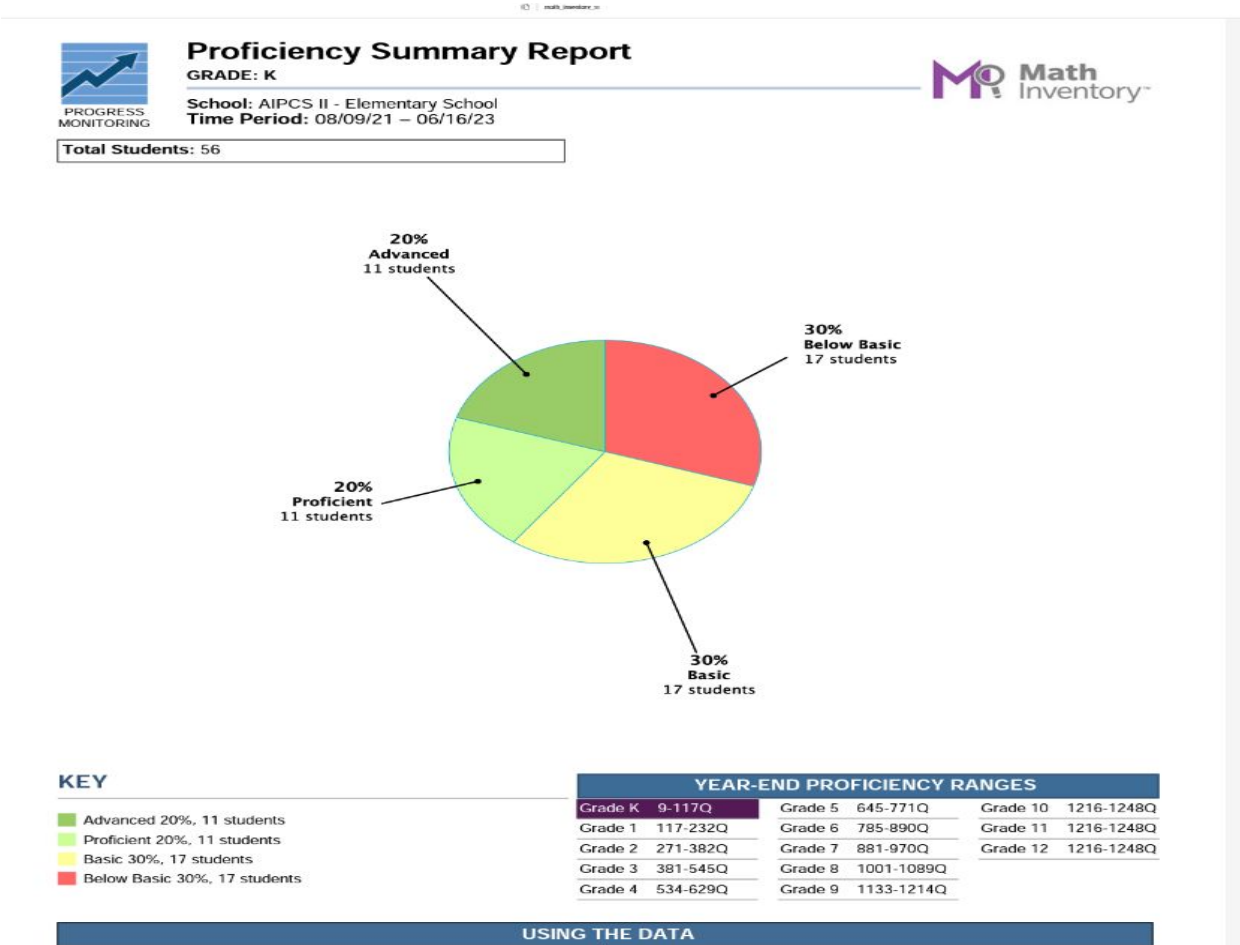 math_inventory_m
Proficiency Summary Report
GRADE: K
School: AIPCS II - Elementary School
Time Period: 08/09/21 – 06/16/23
PROGRESS
MONITORING
Math
Inventory™
Total Students: 56
20%
Advanced
11 students
30%
Below Basic
17 students
20%
Proficient
11 students
30%
Basic
17 students
KEY
Advanced 20%, 11 students
Proficient 20%, 11 students
Basic 30%, 17 students
Below Basic 30%, 17 students
YEAR-END PROFICIENCY RANGES
Grade K 9-117Q Grade 5 645-771Q Grade 10 1216-1248Q
Grade 1 117-232Q Grade 6 785-890Q Grade 11 1216-1248Q
Grade 2 271-382Q Grade 7 881-970Q Grade 12 1216-1248Q
Grade 3 381-545Q Grade 8 1001-1089Q
Grade 4 534-629Q Grade 9 1133-1214Q
USING THE DATA